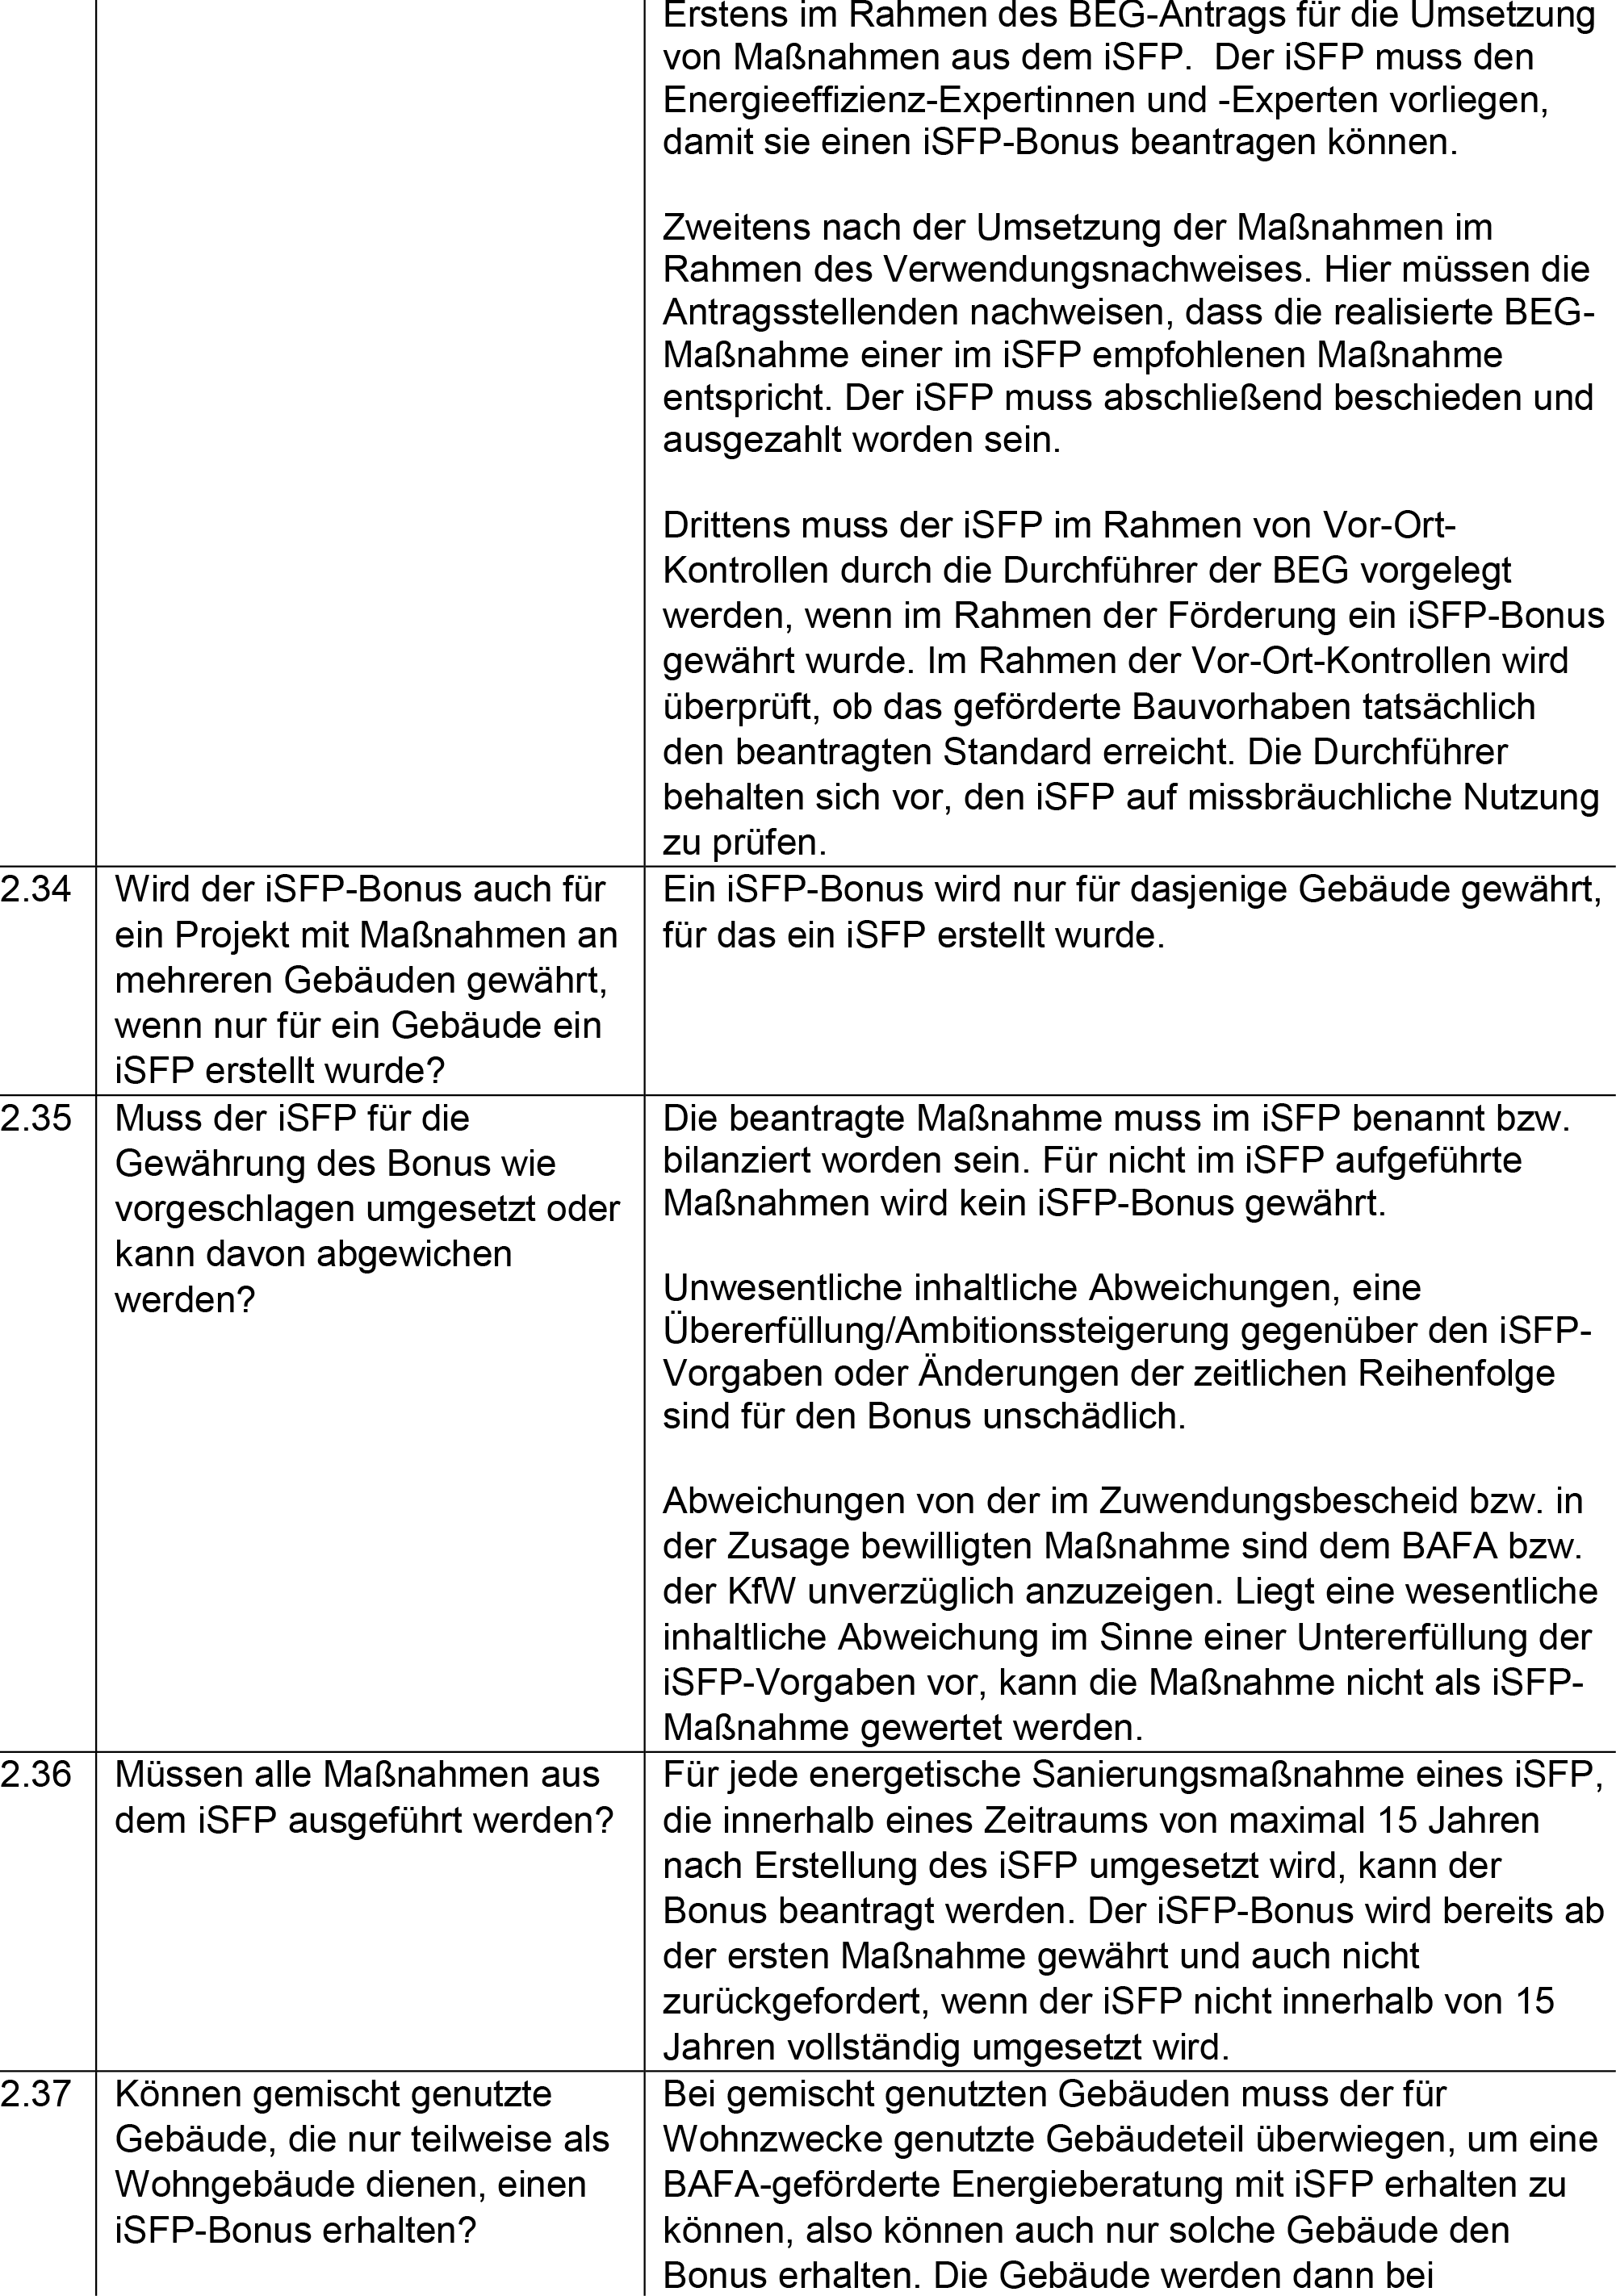 Erstens im Rahmen des BEG-Antrags für die Umsetzung
von Maßnahmen aus dem iSFP.  Der iSFP muss den
Energieeffizienz-Expertinnen und -Experten vorliegen,
damit sie einen iSFP-Bonus beantragen können.
Zweitens nach der Umsetzung der Maßnahmen im
Rahmen des Verwendungsnachweises. Hier müssen die
Antragsstellenden nachweisen, dass die realisierte BEG-
Maßnahme einer im iSFP empfohlenen Maßnahme
entspricht. Der iSFP muss abschließend beschieden und
ausgezahlt worden sein.
Drittens muss der iSFP im Rahmen von Vor-Ort-
Kontrollen durch die Durchführer der BEG vorgelegt
werden, wenn im Rahmen der Förderung ein iSFP-Bonus
gewährt wurde. Im Rahmen der Vor-Ort-Kontrollen wird
überprüft, ob das geförderte Bauvorhaben tatsächlich
den beantragten Standard erreicht. Die Durchführer
behalten sich vor, den iSFP auf missbräuchliche Nutzung
zu prüfen.
2.34
Wird der iSFP-Bonus auch für
ein Projekt mit Maßnahmen an
mehreren Gebäuden gewährt,
wenn nur für ein Gebäude ein
iSFP erstellt wurde?
Ein iSFP-Bonus wird nur für dasjenige Gebäude gewährt,
für das ein iSFP erstellt wurde.
2.35
Muss der iSFP für die
Gewährung des Bonus wie
vorgeschlagen umgesetzt oder
kann davon abgewichen
werden?
Die beantragte Maßnahme muss im iSFP benannt bzw.
bilanziert worden sein. Für nicht im iSFP aufgeführte
Maßnahmen wird kein iSFP-Bonus gewährt.
Unwesentliche inhaltliche Abweichungen, eine
Übererfüllung/Ambitionssteigerung gegenüber den iSFP-
Vorgaben oder Änderungen der zeitlichen Reihenfolge
sind für den Bonus unschädlich.
Abweichungen von der im Zuwendungsbescheid bzw. in
der Zusage bewilligten Maßnahme sind dem BAFA bzw.
der KfW unverzüglich anzuzeigen. Liegt eine wesentliche
inhaltliche Abweichung im Sinne einer Untererfüllung der
iSFP-Vorgaben vor, kann die Maßnahme nicht als iSFP-
Maßnahme gewertet werden.
2.36
Müssen alle Maßnahmen aus
dem iSFP ausgeführt werden?
Für jede energetische Sanierungsmaßnahme eines iSFP,
die innerhalb eines Zeitraums von maximal 15 Jahren
nach Erstellung des iSFP umgesetzt wird, kann der
Bonus beantragt werden. Der iSFP-Bonus wird bereits ab
der ersten Maßnahme gewährt und auch nicht
zurückgefordert, wenn der iSFP nicht innerhalb von 15
Jahren vollständig umgesetzt wird.
2.37
Können gemischt genutzte
Gebäude, die nur teilweise als
Wohngebäude dienen, einen
iSFP-Bonus erhalten?
Bei gemischt genutzten Gebäuden muss der für
Wohnzwecke genutzte Gebäudeteil überwiegen, um eine
BAFA-geförderte Energieberatung mit iSFP erhalten zu
können, also können auch nur solche Gebäude den
Bonus erhalten. Die Gebäude werden dann bei